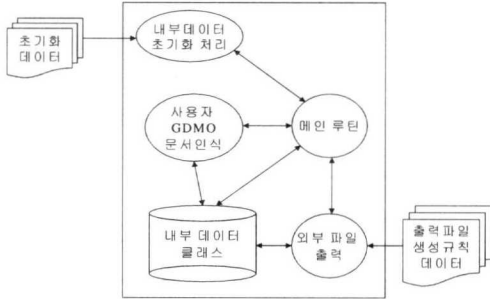 초기화
데이터
내부데이터
초기화 처리
사용자
GDMO
문서인식
메인 루틴
내부 데이터
클래스
외부 파일
출력
출력파일
생성규칙
데이터